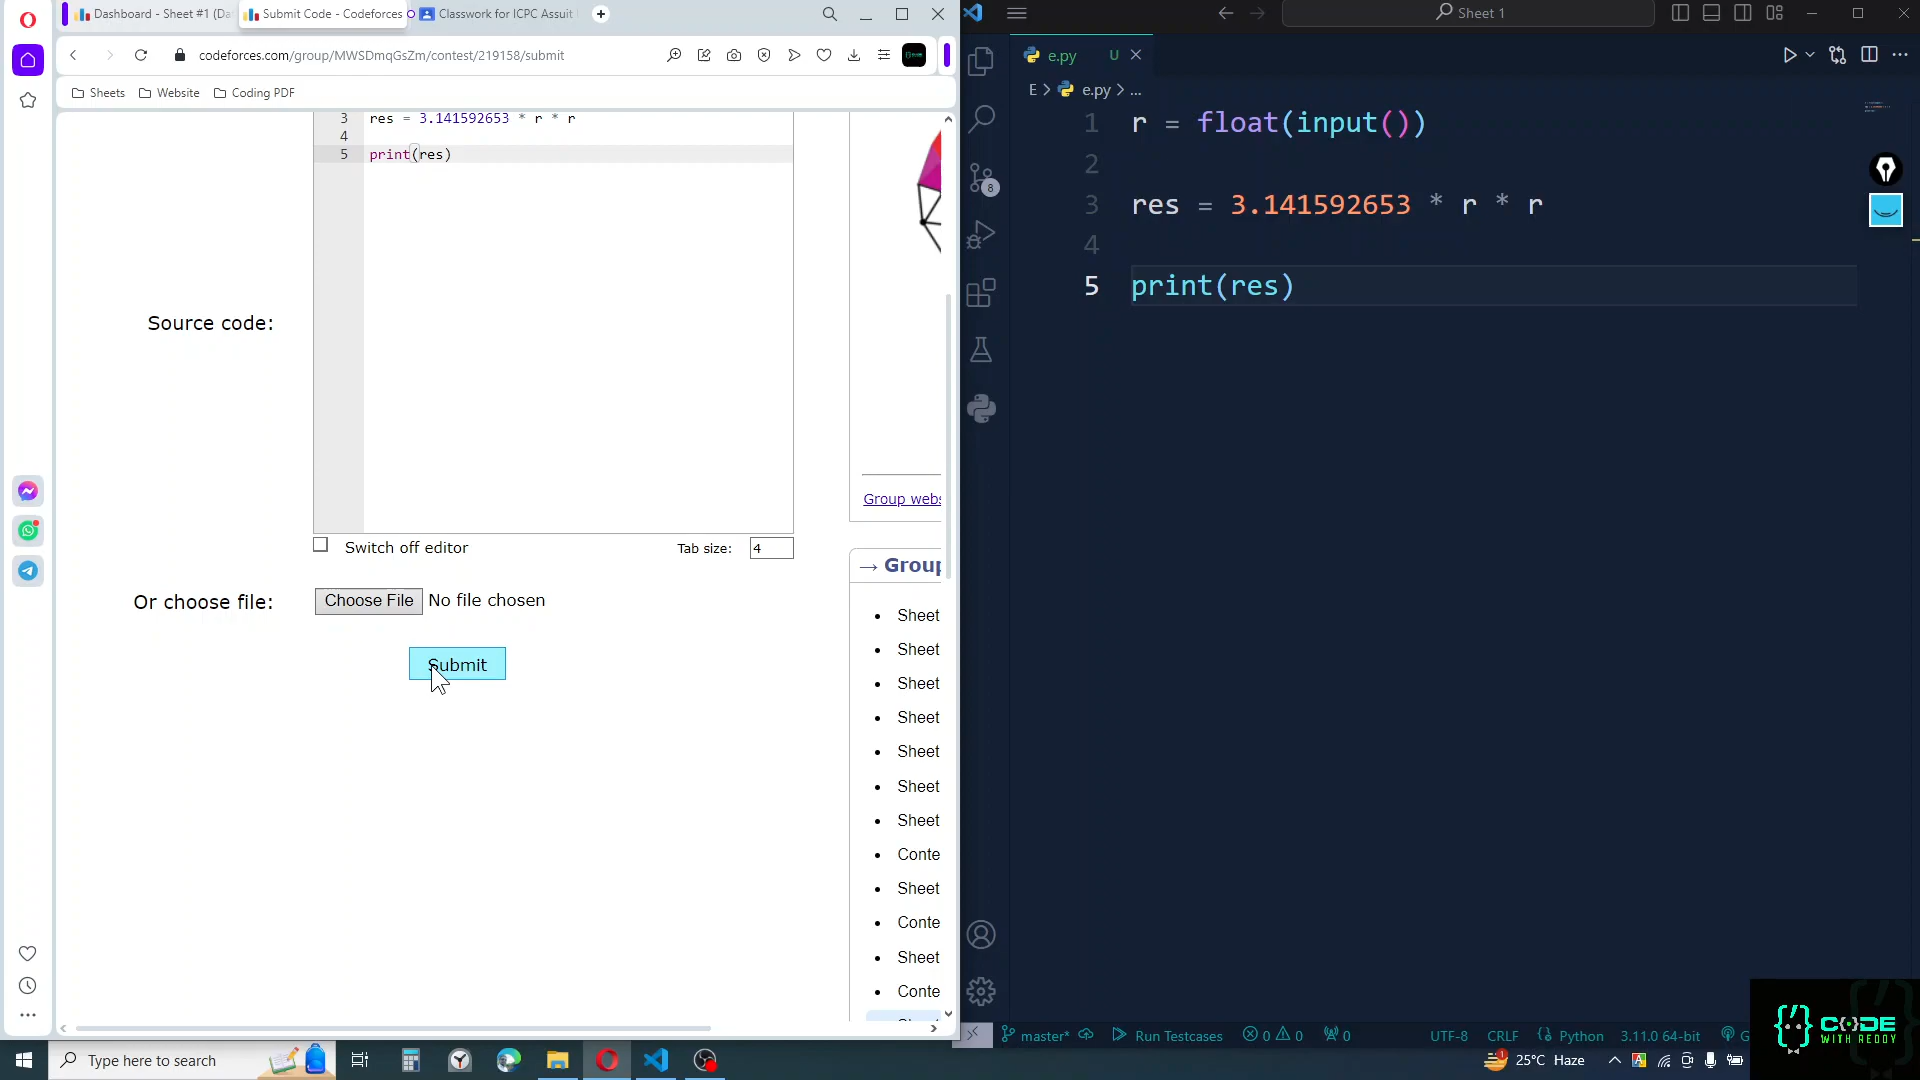 Dashboard - Sheet #1 (Da
Submit Code - Codeforces
Classwork for ICPC Assuit
codeforces.com/group/MWSDmqGsZm/contest/219158/submit
Sheets
Website
Coding PDF
3 res = 3.141592653 * r * r
4
5 print(res)
Source code:
Switch off editor
Tab size: 4
Or choose file:
Choose File No file chosen
Submit
Group webs
→ Group
Sheet
Sheet
Sheet
Sheet
Sheet
Sheet
Sheet
Conte
Sheet
Conte
Sheet
Conte
Sheet 1
e.py U
E > e.py > ...
1 r = float(input())
2
3 res = 3.141592653 * r * r
4
5 print(res)
8
master*
Run Testcases
0 0
0
UTF-8
CRLF
Python
3.11.0 64-bit
G
CODE
WITH REDDY
Type here to search
1
25°C Haze
A